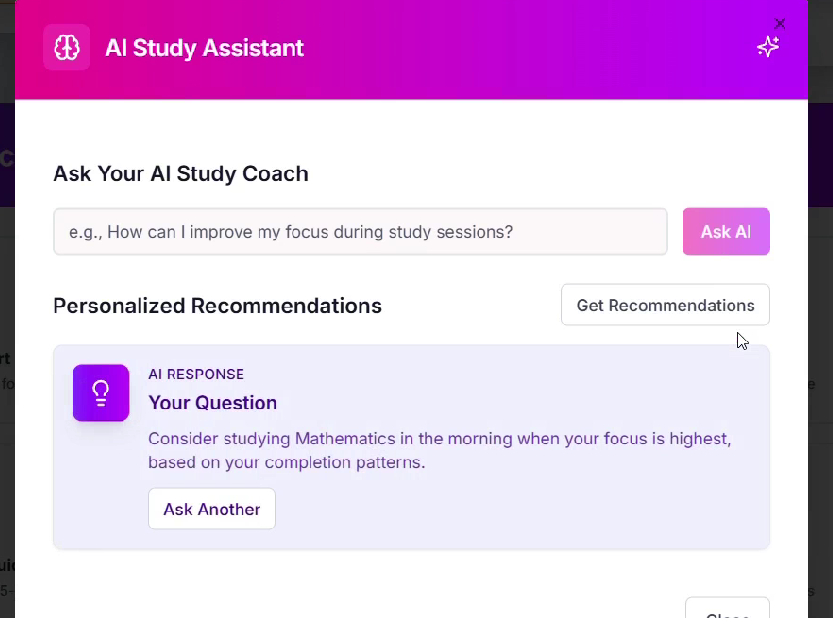 AI Study Assistant
Ask Your AI Study Coach
e.g., How can I improve my focus during study sessions?
Ask AI
Personalized Recommendations
Get Recommendations
AI RESPONSE
Your Question
Consider studying Mathematics in the morning when your focus is highest,
based on your completion patterns.
Ask Another
Close